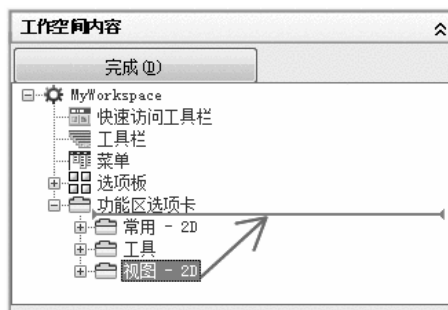 工作空间内容
完成(D)
MyWorkspace
快速访问工具栏
工具栏
菜单
选项板
功能区选项卡
常用 - 2D
工具
视图 - 2D